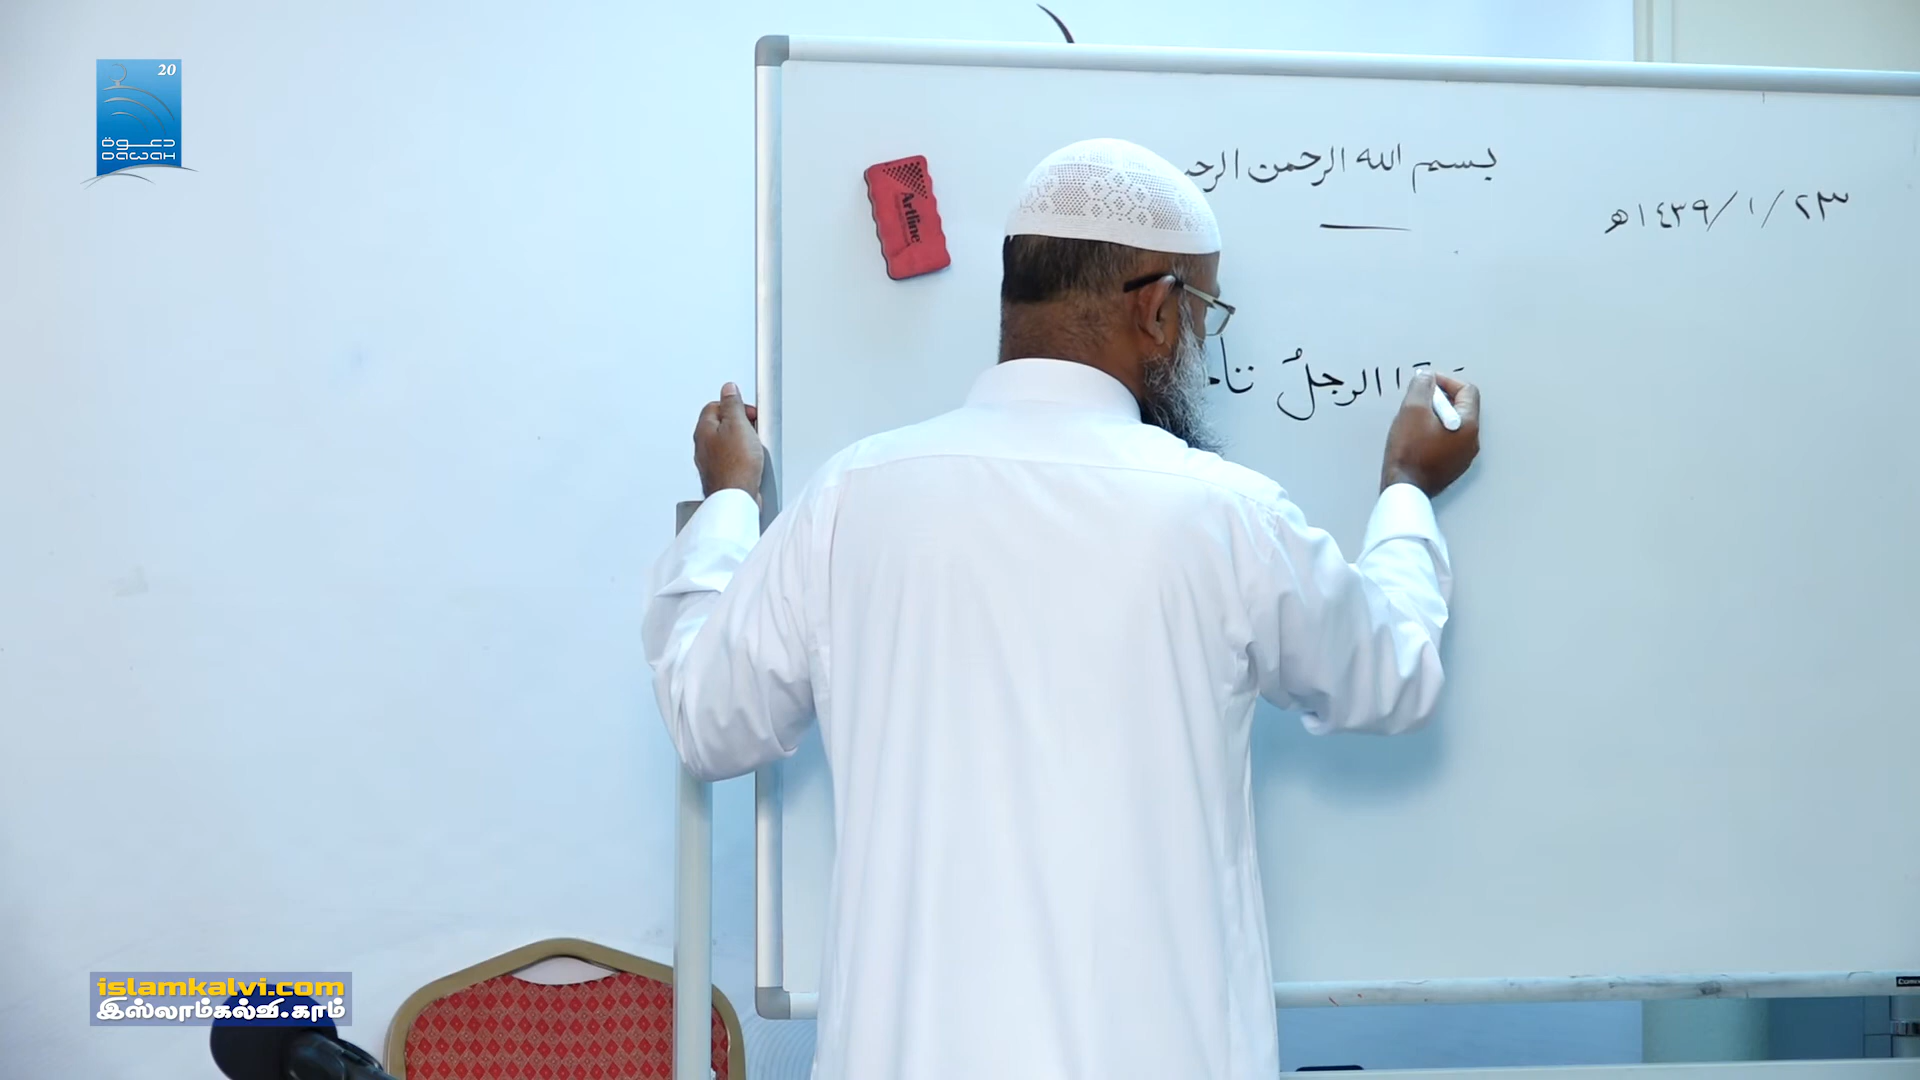 20
دعوة
DAWAH
Artline
بسم الله الرحمن
٢٣/١/١٤٣٩هـ
الرجلُ
islamkalvi.com
இஸ்லாம்கல்வி.காம்